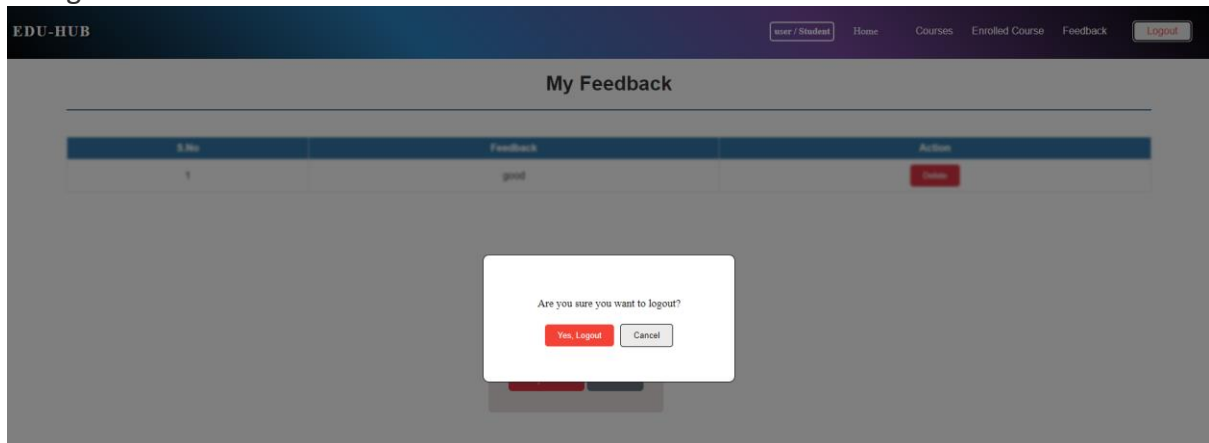 EDU-HUB user / Student Home Courses Enrolled Course Feedback Logout
My Feedback
S.No Feedback Action
1 good Delete
Are you sure you want to logout?
Yes, Logout Cancel